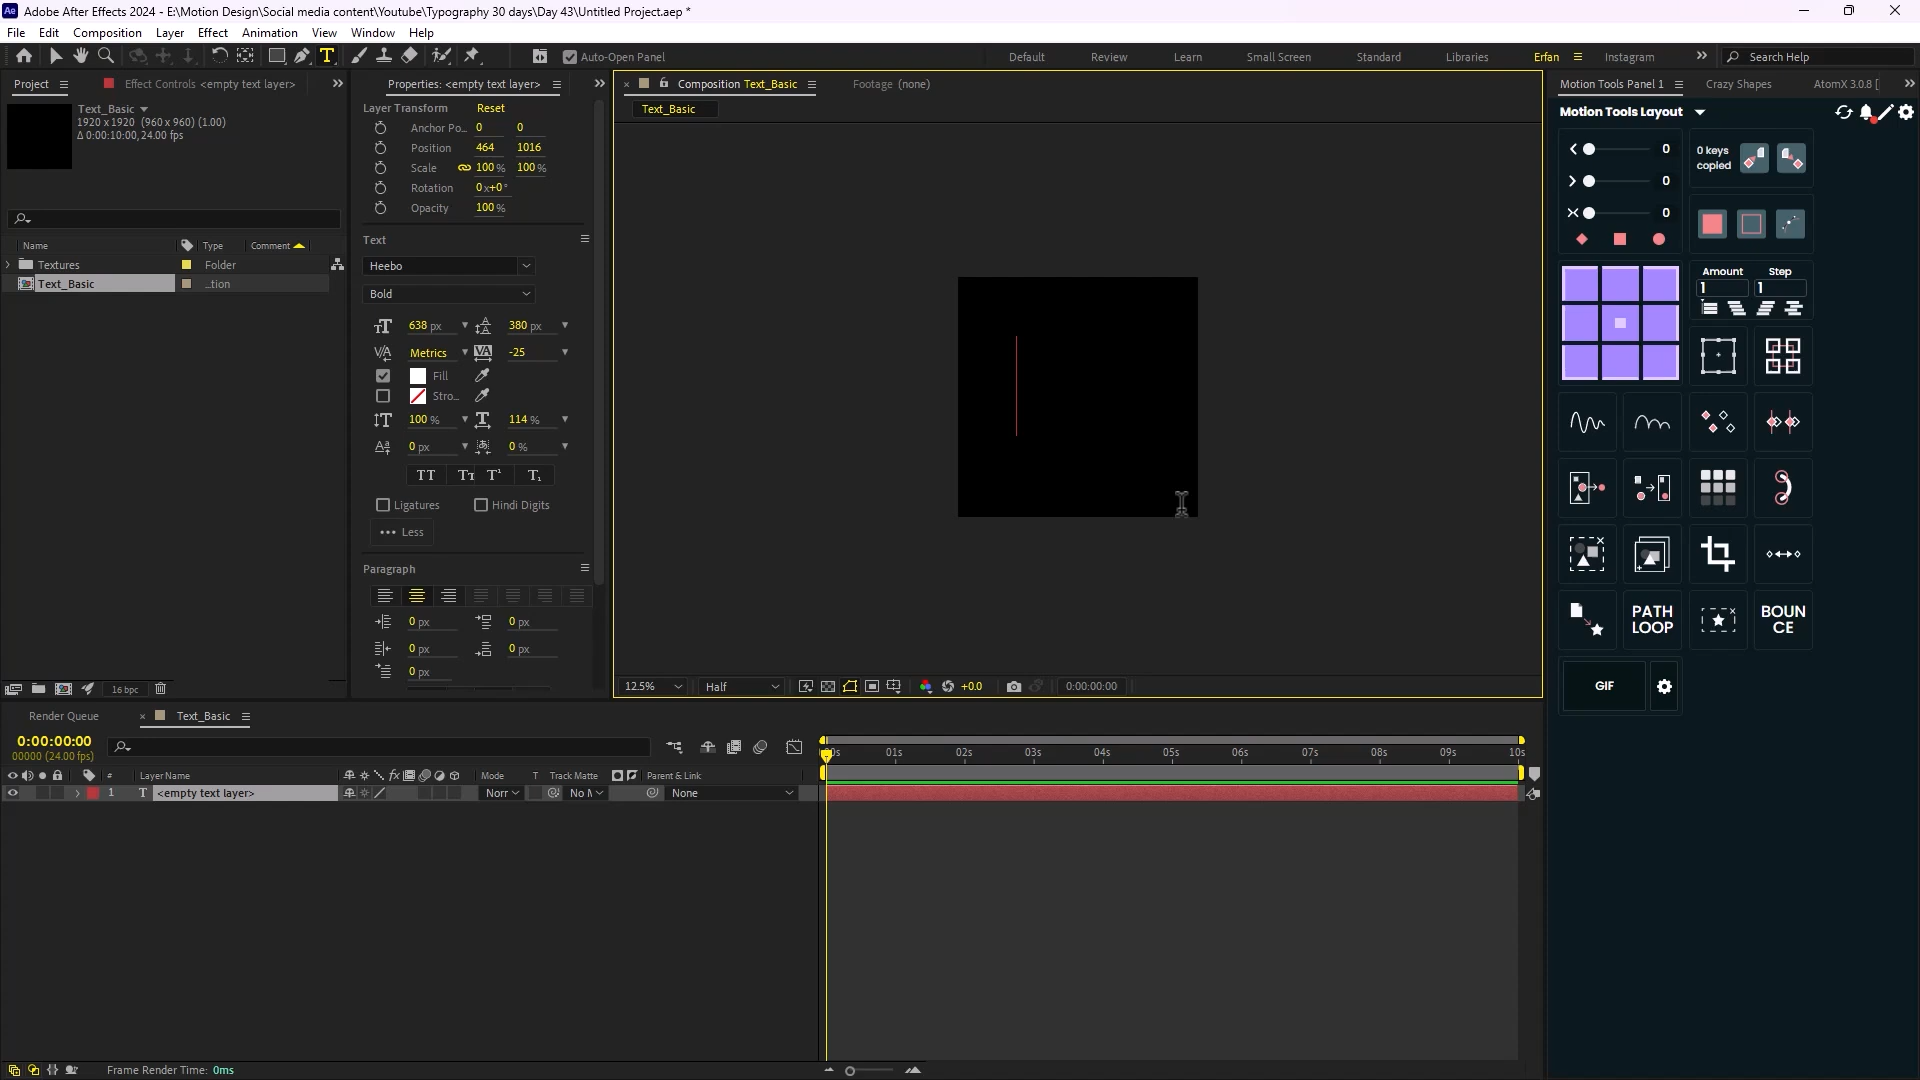 Ae Adobe After Effects 2024 - E:\Motion Design\Social media content\Youtube\Typography 30 days\Day 43\Untitled Project.aep *
File Edit Composition Layer Effect Animation View Window Help
T Auto-Open Panel Default Review Learn Small Screen Standard Libraries Erfan Instagram Search Help
Project Effect Controls <empty text layer> Properties: <empty text layer> Composition Text_Basic Footage (none) Motion Tools Panel 1 Crazy Shapes AtomX 3.0.8 [
Text_Basic
1920 x 1920 (960 x 960) (1.00)
Δ 0:00:10:00, 24.00 fps
Layer Transform Reset
Anchor Po... 0 0
Position 464 1016
Scale 100 % 100 %
Rotation 0 x+0°
Opacity 100 %
Text_Basic
Motion Tools Layout
0
0
0
0 keys
copied
Name Type Comment
Textures Folder
Text_Basic ...tion
Text
Heebo
Bold
638 px 380 px
Metrics -25
Fill
Stro...
100 % 114 %
0 px 0 %
TT Tт T¹ T₁
Ligatures Hindi Digits
Less
Paragraph
0 px 0 px
0 px 0 px
0 px
Amount Step
1 1
PATH
LOOP
BOUN
CE
GIF
16 bpc
12.5% Half +0.0 0:00:00:00
Render Queue Text_Basic
0:00:00:00
00000 (24.00 fps)
# Layer Name fx Mode T Track Matte Parent & Link
1 T <empty text layer> Norr No M None
00s 01s 02s 03s 04s 05s 06s 07s 08s 09s 10s
Frame Render Time: 0ms